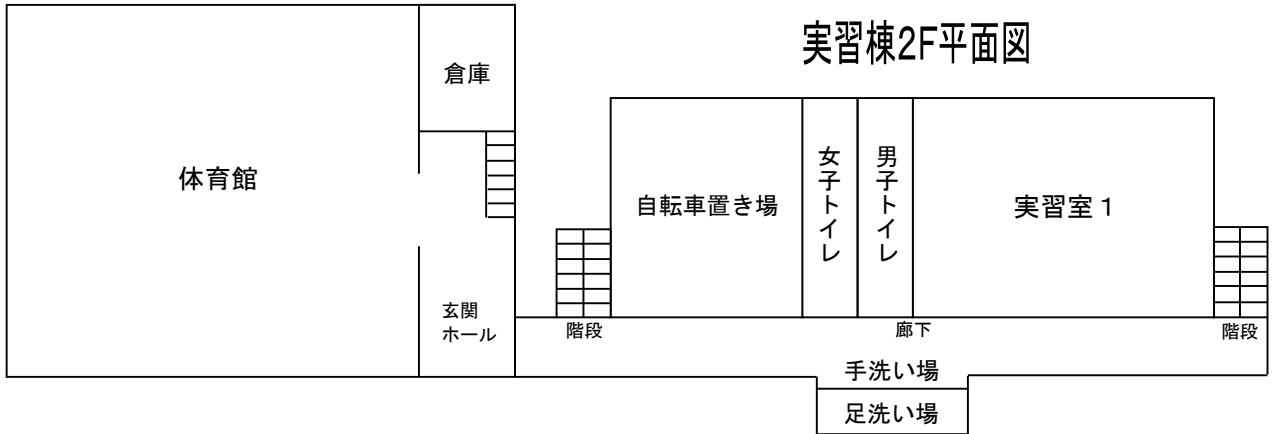 実習棟2F平面図
倉庫
体育館
自転車置き場
女子トイレ
男子トイレ
実習室1
玄関
ホール
階段
廊下
階段
手洗い場
足洗い場